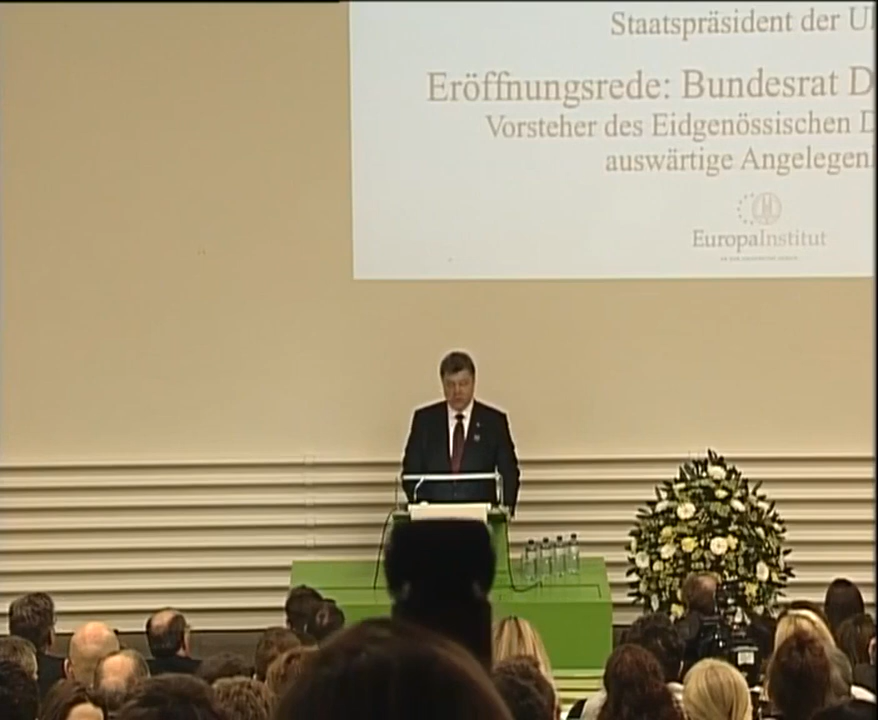 Staatspräsident der U
Eröffnungsrede: Bundesrat D
Vorsteher des Eidgenössischen D
auswärtige Angelegen
EuropaInstitut